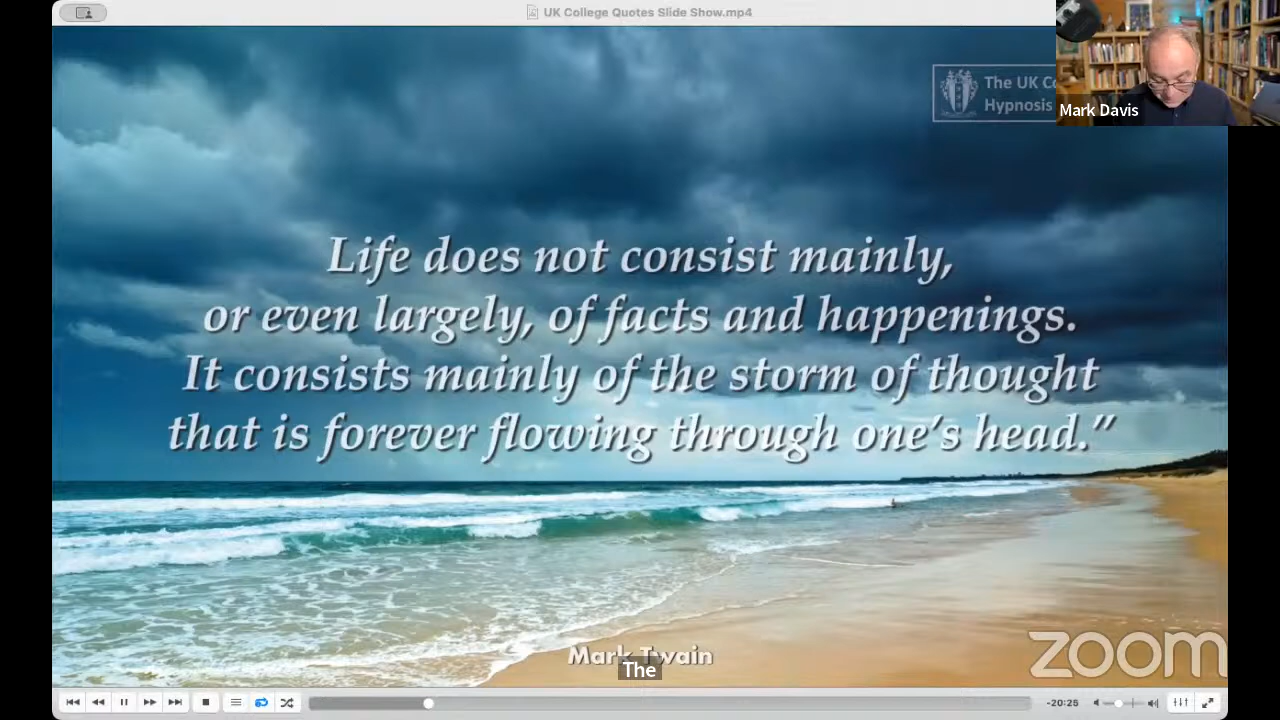 UK College Quotes Slide Show.mp4
The UK Co
Hypnosis
Mark Davis
Life does not consist mainly,
or even largely, of facts and happenings.
It consists mainly of the storm of thought
that is forever flowing through one's head.”
Mark Twain
The
zoom
-20:25